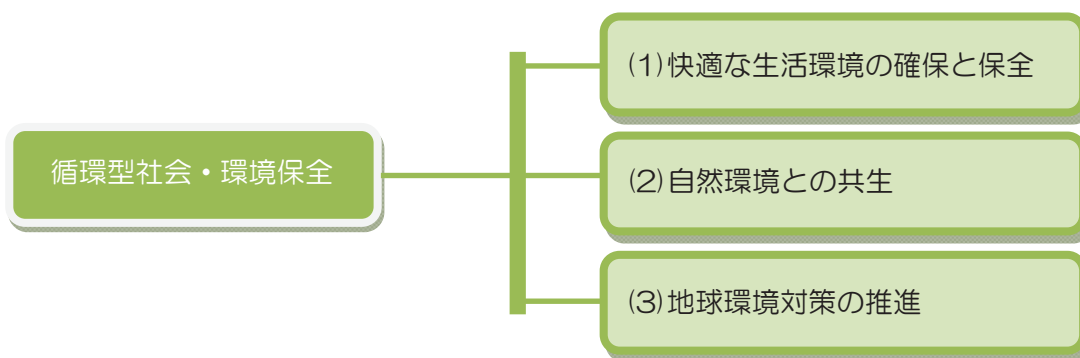 循環型社会・環境保全
(1)快適な生活環境の確保と保全
(2)自然環境との共生
(3)地球環境対策の推進